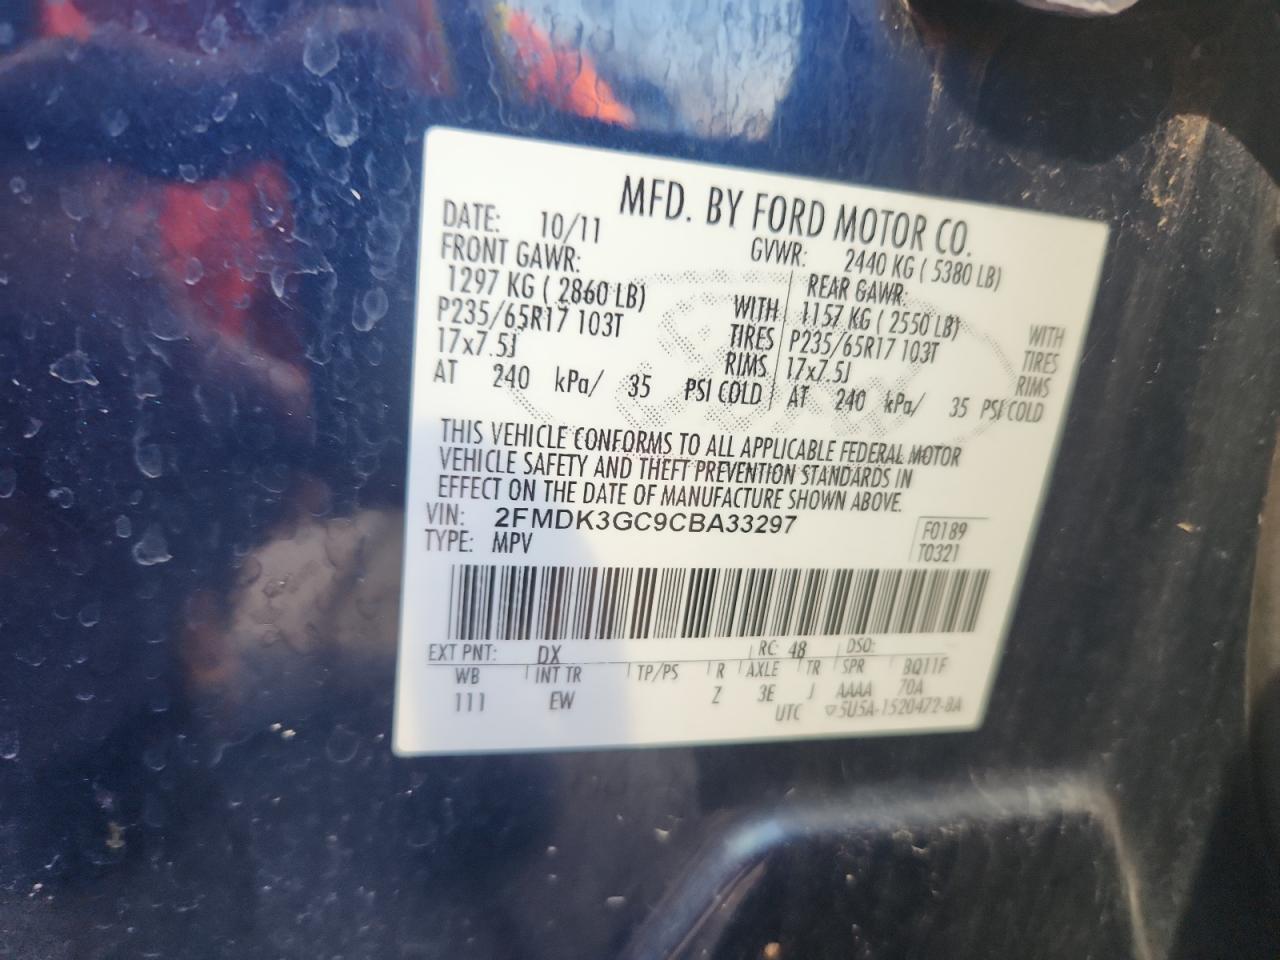 MFD. BY FORD MOTOR CO.
DATE: 10/11 GVWR: 2440 KG ( 5380 LB)
FRONT GAWR: REAR GAWR:
1297 KG ( 2860 LB) WITH 1157 KG ( 2550 LB) WITH
P235/65R17 103T TIRES P235/65R17 103T TIRES
17x7.5J RIMS 17x7.5J RIMS
AT 240 kPa/ 35 PSI COLD AT 240 kPa/ 35 PSI COLD
THIS VEHICLE CONFORMS TO ALL APPLICABLE FEDERAL MOTOR
VEHICLE SAFETY AND THEFT PREVENTION STANDARDS IN
EFFECT ON THE DATE OF MANUFACTURE SHOWN ABOVE.
VIN: 2FMDK3GC9CBA33297 F0189
TYPE: MPV T0321
EXT PNT: DX RC: 48 DSO:
WB INT TR TP/PS R AXLE TR SPR BQ11F
111 EW Z 3E J AAAA 70A
UTC ▽5U5A-1520472-BA